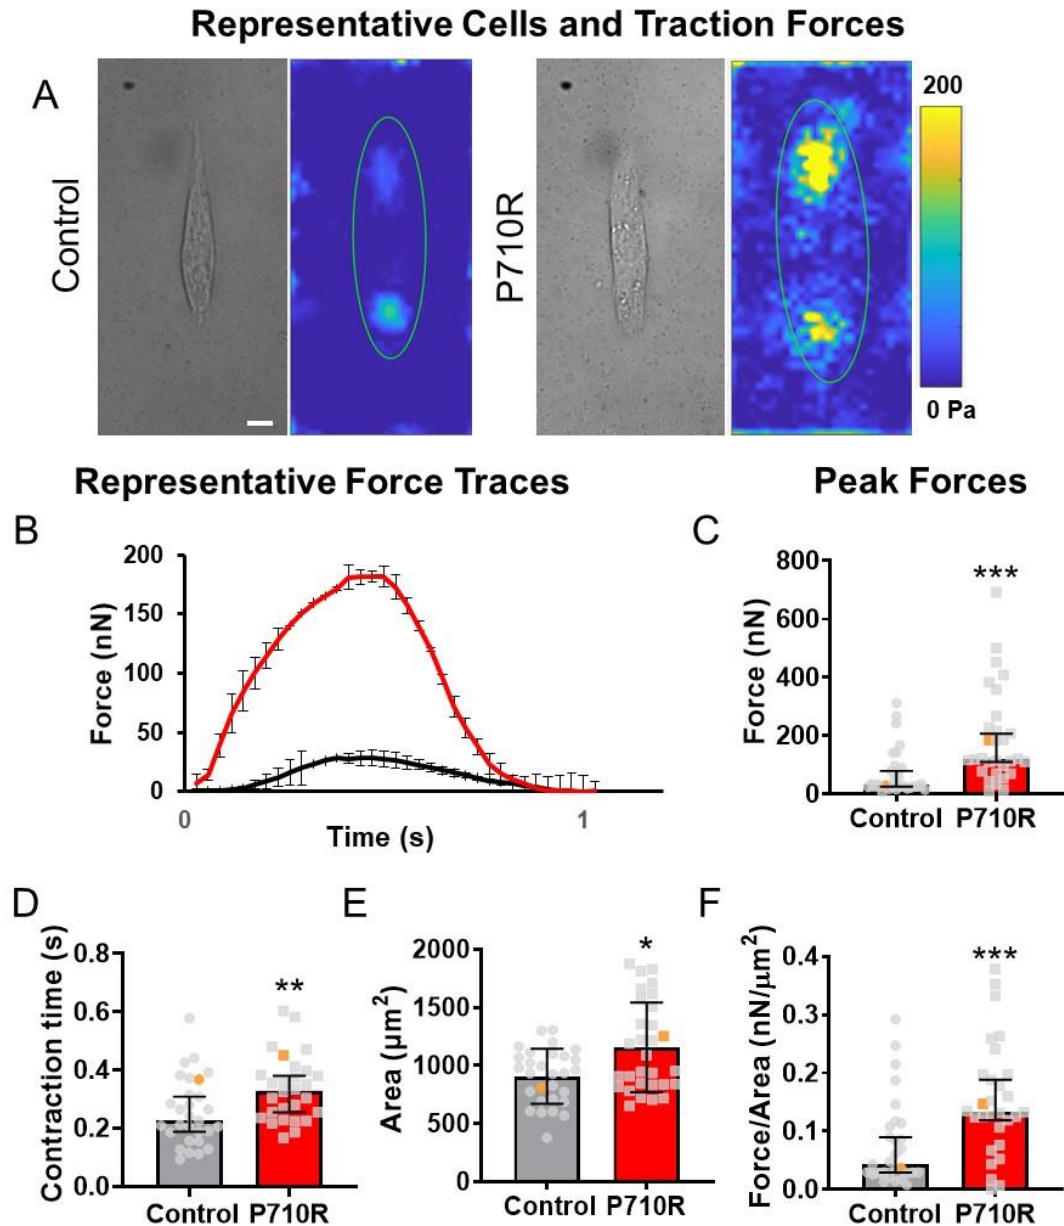 Representative Cells and Traction Forces
A
Control
P710R
200
0 Pa
Representative Force Traces
Peak Forces
B
Force (nN)
200
150
100
50
0
0
1
Time (s)
C
Force (nN)
800
600
400
200
0
***
Control P710R
D
Contraction time (s)
0.8
0.6
0.4
0.2
0.0
**
Control P710R
E
Area (μm²)
2000
1500
1000
500
0
*
Control P710R
F
Force/Area (nN/μm²)
0.4
0.3
0.2
0.1
0.0
***
Control P710R